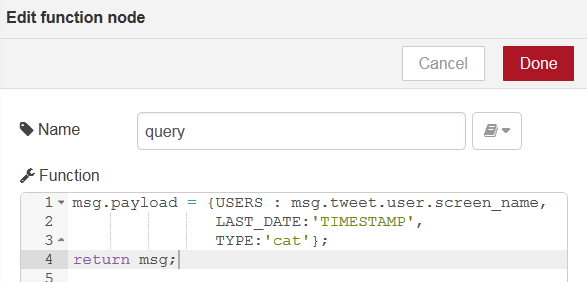 Edit function node
Cancel
Done
Name
query
Function
1 msg.payload = {USERS : msg.tweet.user.screen_name,
2 LAST_DATE:'TIMESTAMP',
3 TYPE:'cat'};
4 return msg;
5